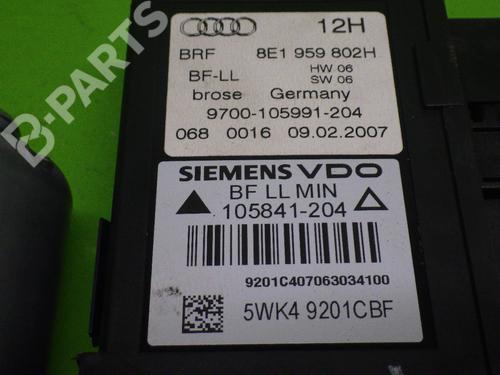 12H
BRF 8E1 959 802H
BF-LL HW 06
SW 06
brose Germany
9700-105991-204
068 0016 09.02.2007
SIEMENS VDO
BF LL MIN
105841-204
9201C407063034100
5WK4 9201CBF
B-PARTS